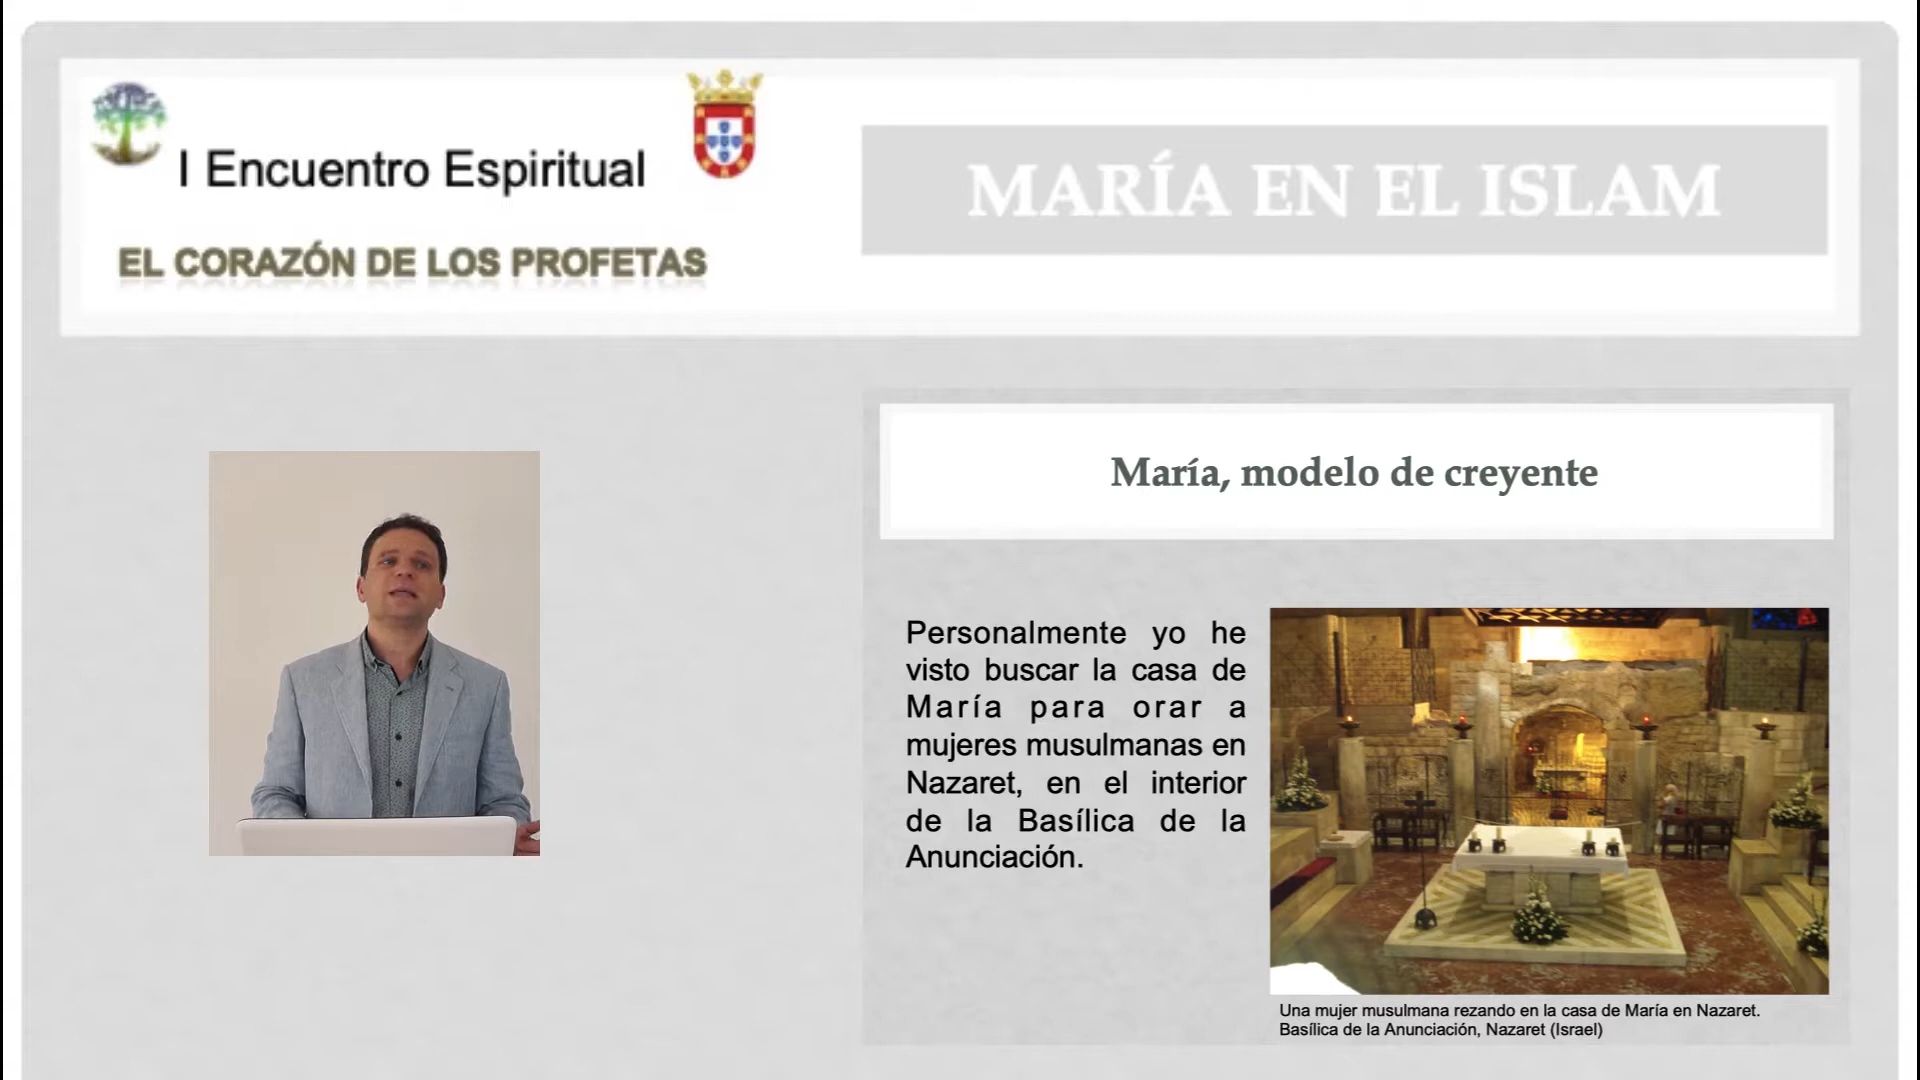 I Encuentro Espiritual
EL CORAZÓN DE LOS PROFETAS
MARÍA EN EL ISLAM
María, modelo de creyente
Personalmente yo he
visto buscar la casa de
María para orar a
mujeres musulmanas en
Nazaret, en el interior
de la Basílica de la
Anunciación.
Una mujer musulmana rezando en la casa de María en Nazaret.
Basílica de la Anunciación, Nazaret (Israel)